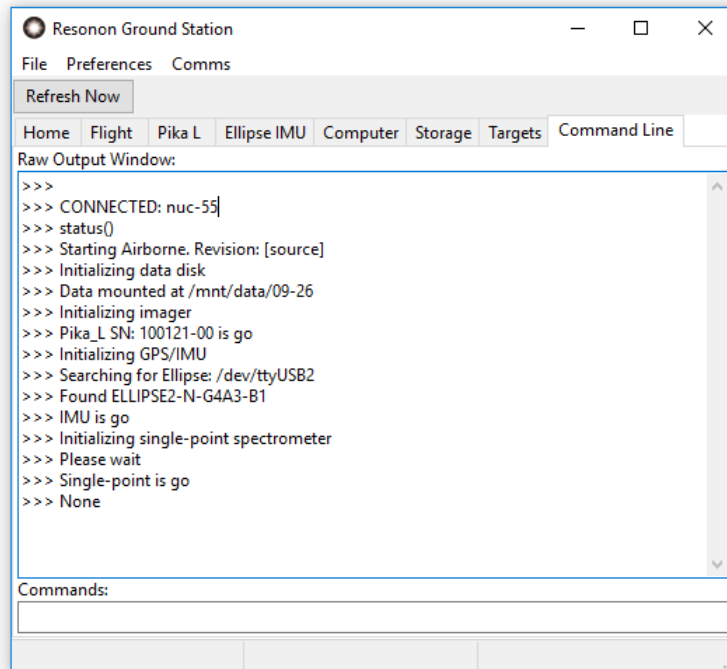 Resonon Ground Station
File Preferences Comms
Refresh Now
Home Flight Pika L Ellipse IMU Computer Storage Targets Command Line
Raw Output Window:
>>>
>>> CONNECTED: nuc-55
>>> status()
>>> Starting Airborne. Revision: [source]
>>> Initializing data disk
>>> Data mounted at /mnt/data/09-26
>>> Initializing imager
>>> Pika_L SN: 100121-00 is go
>>> Initializing GPS/IMU
>>> Searching for Ellipse: /dev/ttyUSB2
>>> Found ELLIPSE2-N-G4A3-B1
>>> IMU is go
>>> Initializing single-point spectrometer
>>> Please wait
>>> Single-point is go
>>> None
Commands: